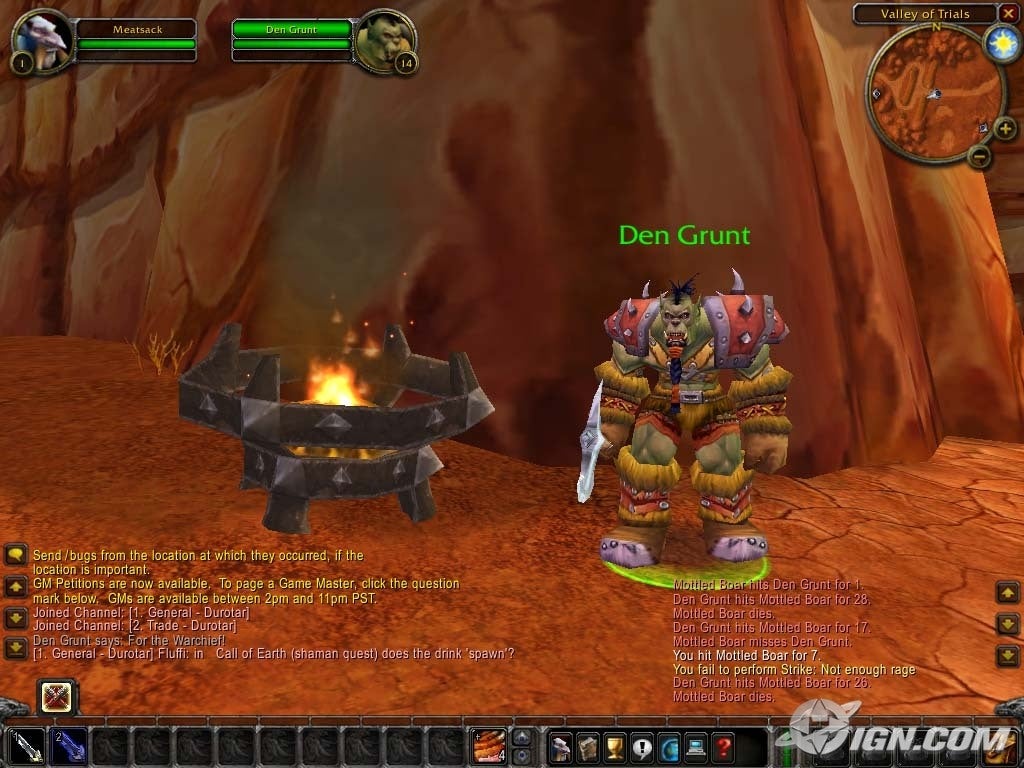 Meatsack
Den Grunt
Valley of Trials
N
1
14
Den Grunt
Send /bugs from the location at which they occurred, if the
location is important.
GM Petitions are now available. To page a Game Master, click the question
mark below. GMs are available between 2pm and 11pm PST.
Joined Channel: [1. General - Durotar]
Joined Channel: [2. Trade - Durotar]
Den Grunt says: For the Warchief!
[1. General - Durotar] Fluffi: in Call of Earth (shaman quest) does the drink 'spawn'?
Mottled Boar hits Den Grunt for 1.
Den Grunt hits Mottled Boar for 28.
Mottled Boar dies.
Den Grunt hits Mottled Boar for 17.
Mottled Boar misses Den Grunt.
You hit Mottled Boar for 7.
You fail to perform Strike: Not enough rage
Den Grunt hits Mottled Boar for 26.
Mottled Boar dies.
1
2
4
?
IGN.COM